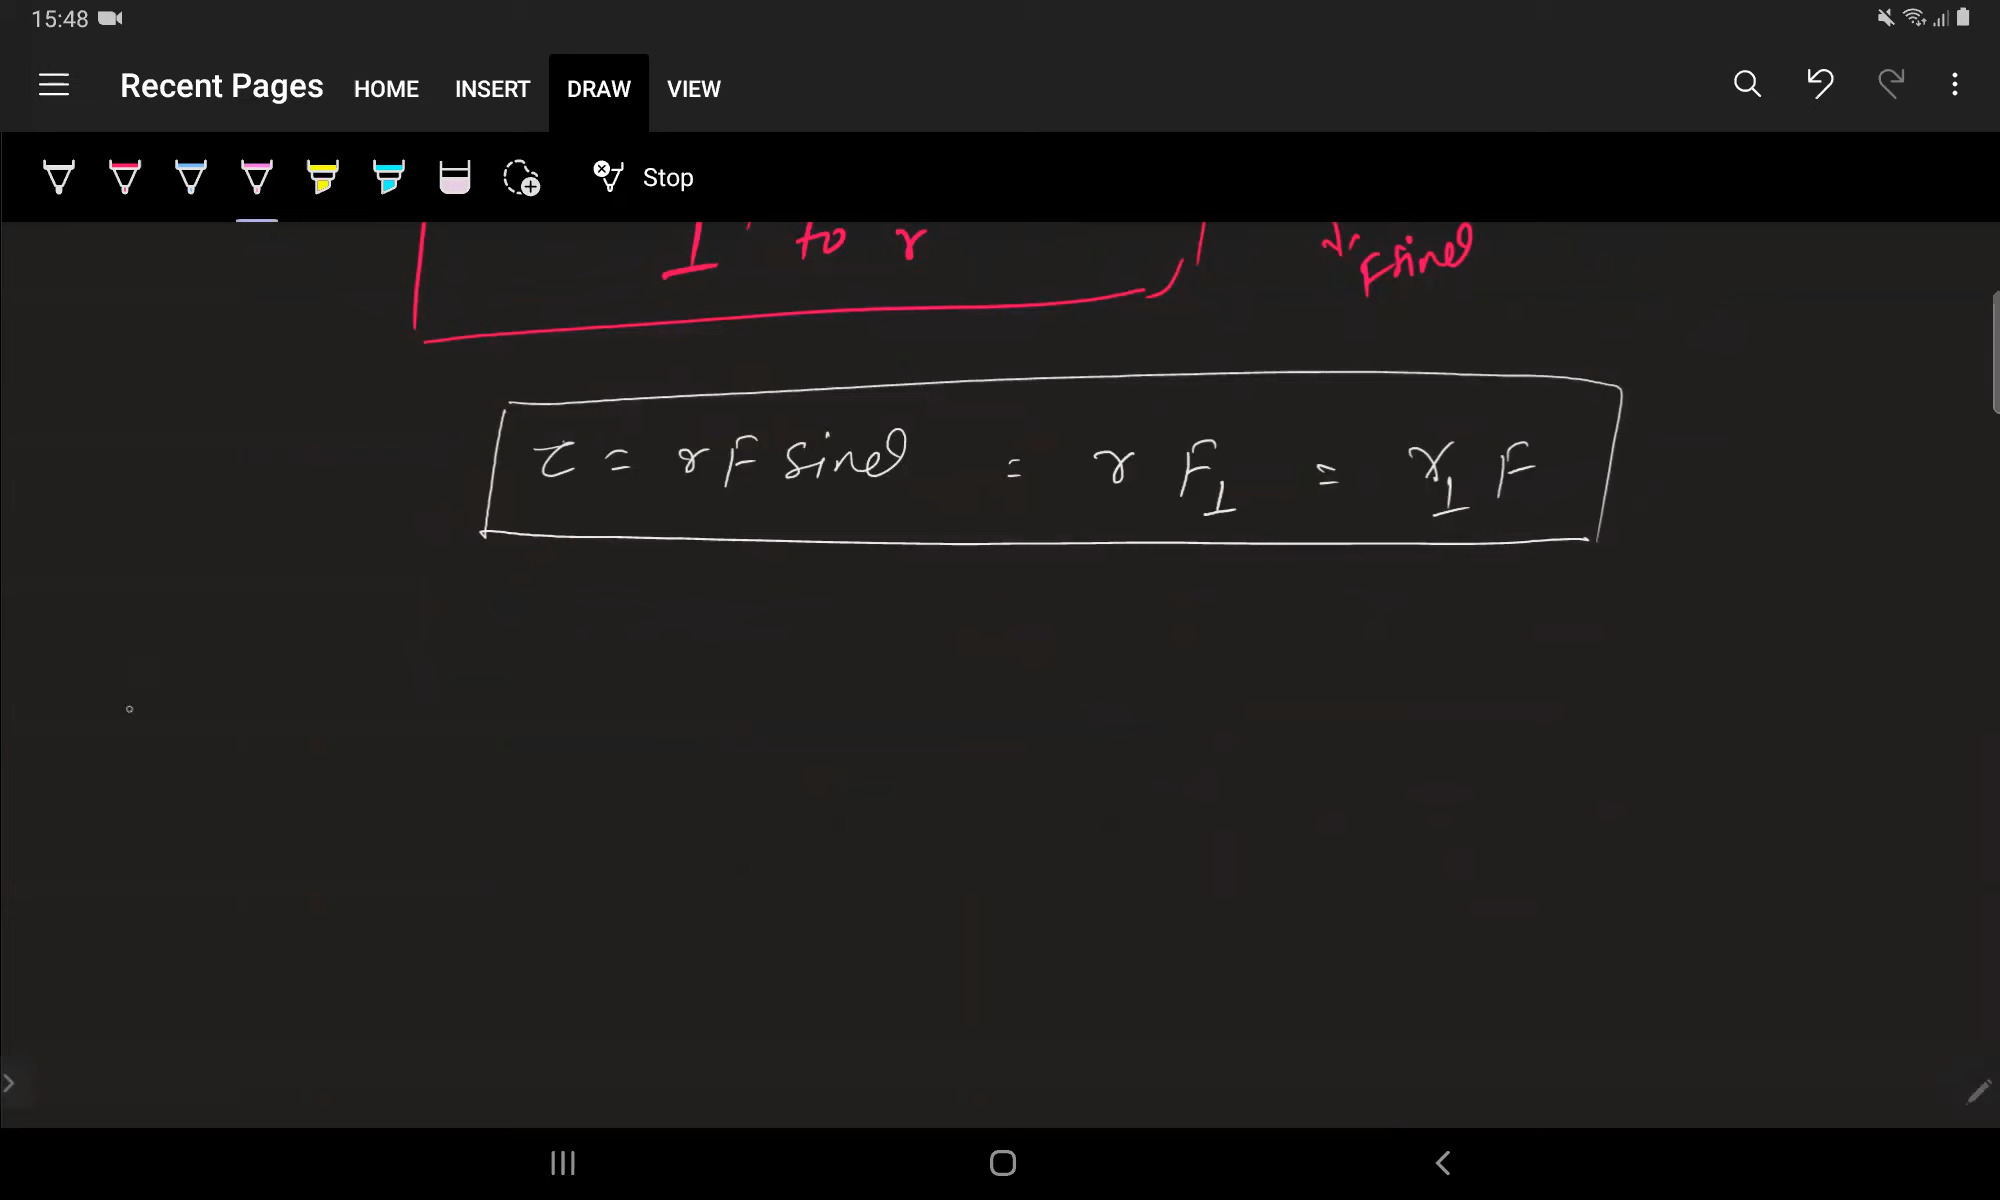 15:48
Recent Pages HOME INSERT DRAW VIEW
Stop
⊥ to r
F sinθ
τ = rF sinθ = r F⊥ = r⊥ F